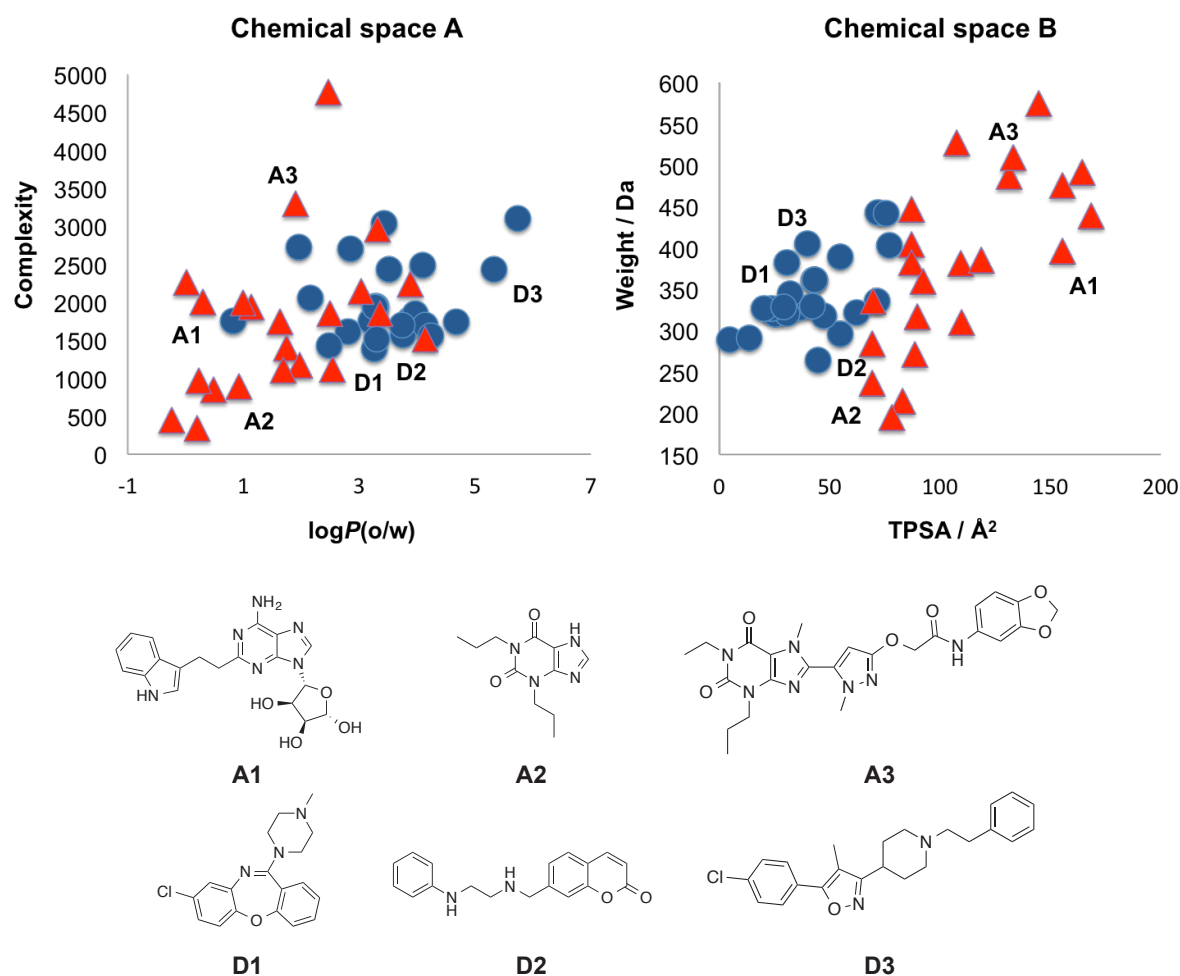 Chemical space A
Chemical space B
Complexity
5000
4500
4000
3500
3000
2500
2000
1500
1000
500
0
-1 1 3 5 7
logP(o/w)
A3
A1
A2
D1
D2
D3
Weight / Da
600
550
500
450
400
350
300
250
200
150
0 50 100 150 200
TPSA / Å²
A3
D3
D1
A1
D2
A2
NH₂
N
N
N
N
HN
O
HO
HO
OH
A1
O
H
N
N
O
N
N
A2
O
N
N
O
N
N
N
N
O
O
N
H
O
O
A3
N
N
N
Cl
O
D1
N
H
H
N
O
O
D2
N
Cl
O
N
D3